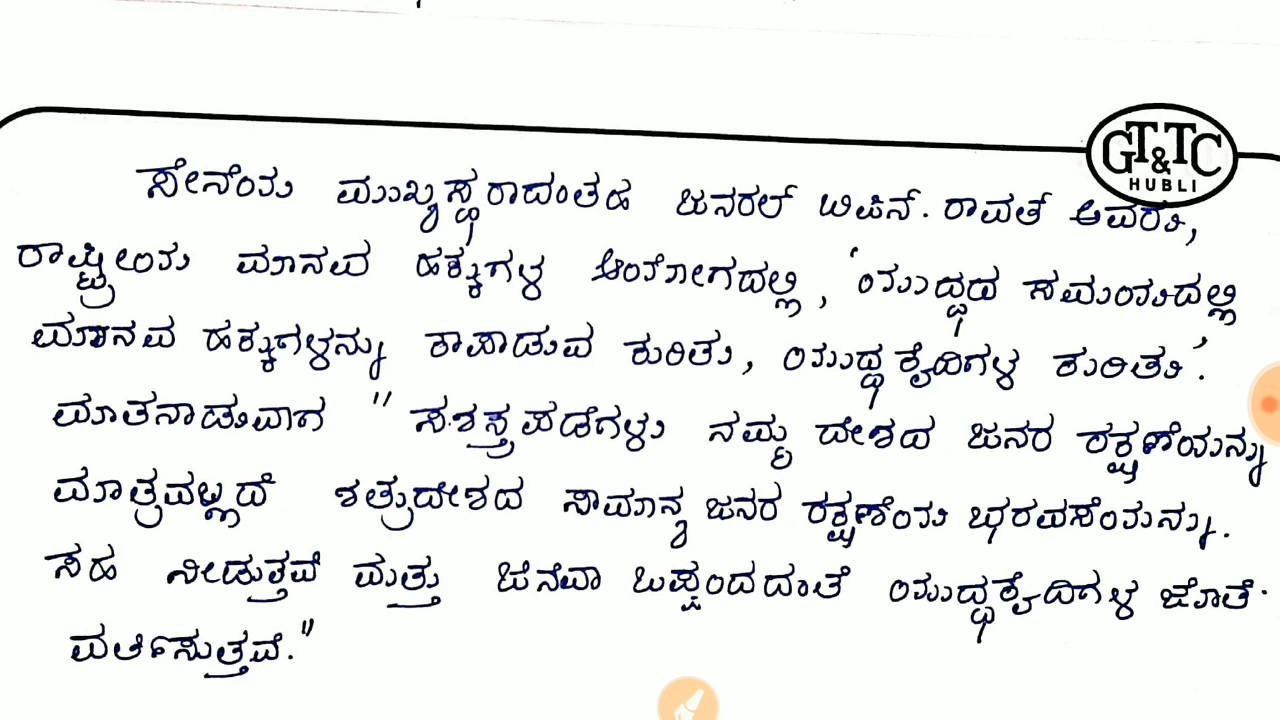 GT&TC
HUBLI
ಸೇನೆಯ ಮುಖ್ಯಸ್ಥರಾದಂತಹ ಜನರಲ್ ಬಿಪಿನ್. ರಾವತ್ ಅವರು,
ರಾಷ್ಟ್ರೀಯ ಮಾನವ ಹಕ್ಕುಗಳ ಆಯೋಗದಲ್ಲಿ, 'ಯುದ್ಧದ ಸಮಯದಲ್ಲಿ
ಮಾನವ ಹಕ್ಕುಗಳನ್ನು ಕಾಪಾಡುವ ಕುರಿತು, ಯುದ್ಧಕೈದಿಗಳ ಕುರಿತು'.
ಮಾತನಾಡುವಾಗ "ಸಶಸ್ತ್ರಪಡೆಗಳು ನಮ್ಮ ದೇಶದ ಜನರ ರಕ್ಷಣೆಯನ್ನು
ಮಾತ್ರವಲ್ಲದೆ ಶತ್ರುದೇಶದ ಸಾಮಾನ್ಯ ಜನರ ರಕ್ಷಣೆಯ ಭರವಸೆಯನ್ನು.
ಸಹ ನೀಡುತ್ತವೆ ಮತ್ತು ಜಿನೆವಾ ಒಪ್ಪಂದದಂತೆ ಯುದ್ಧಕೈದಿಗಳ ಜೊತೆ.
ವರ್ತಿಸುತ್ತವೆ."